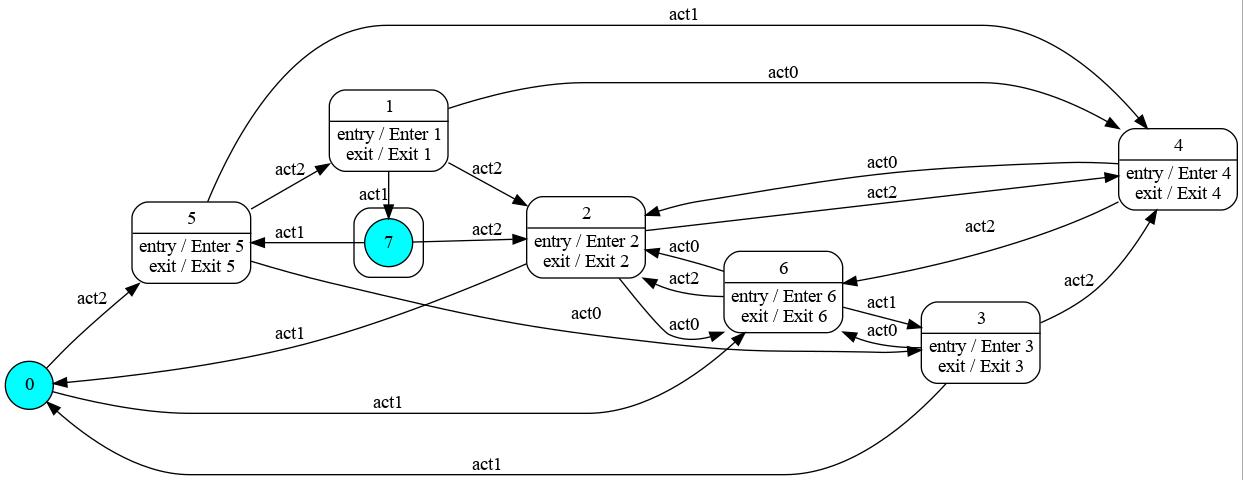 act1
act0
1
entry / Enter 1
exit / Exit 1
4
entry / Enter 4
exit / Exit 4
act0
act2
act2
act2
act1
5
entry / Enter 5
exit / Exit 5
act1
7
act2
2
entry / Enter 2
exit / Exit 2
act2
act0
act2
6
entry / Enter 6
exit / Exit 6
act1
act2
act2
act0
act0
act0
3
entry / Enter 3
exit / Exit 3
act1
0
act1
act1